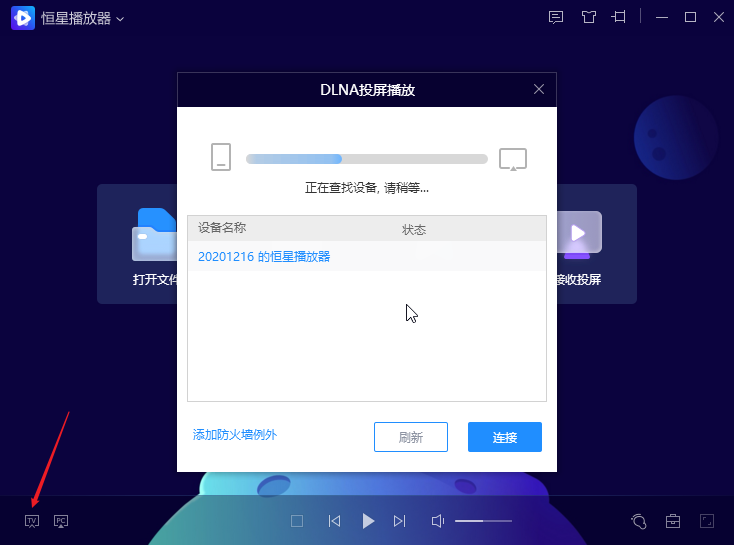 恒星播放器
DLNA投屏播放
正在查找设备, 请稍等...
设备名称 状态
20201216 的恒星播放器
打开文件
接收投屏
添加防火墙例外 刷新 连接
TV PC